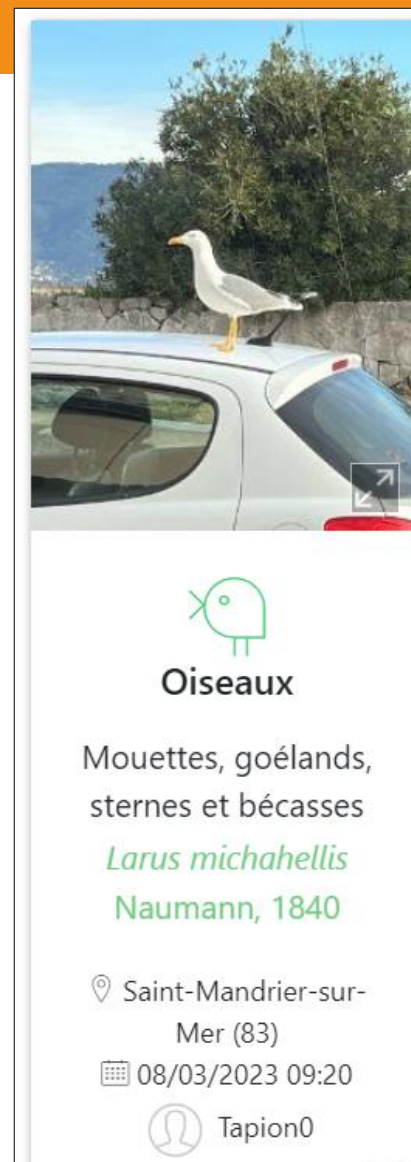 Oiseaux
Mouettes, goélands,
sternes et bécasses
Larus michahellis
Naumann, 1840
Saint-Mandrier-sur-
Mer (83)
08/03/2023 09:20
Tapion0